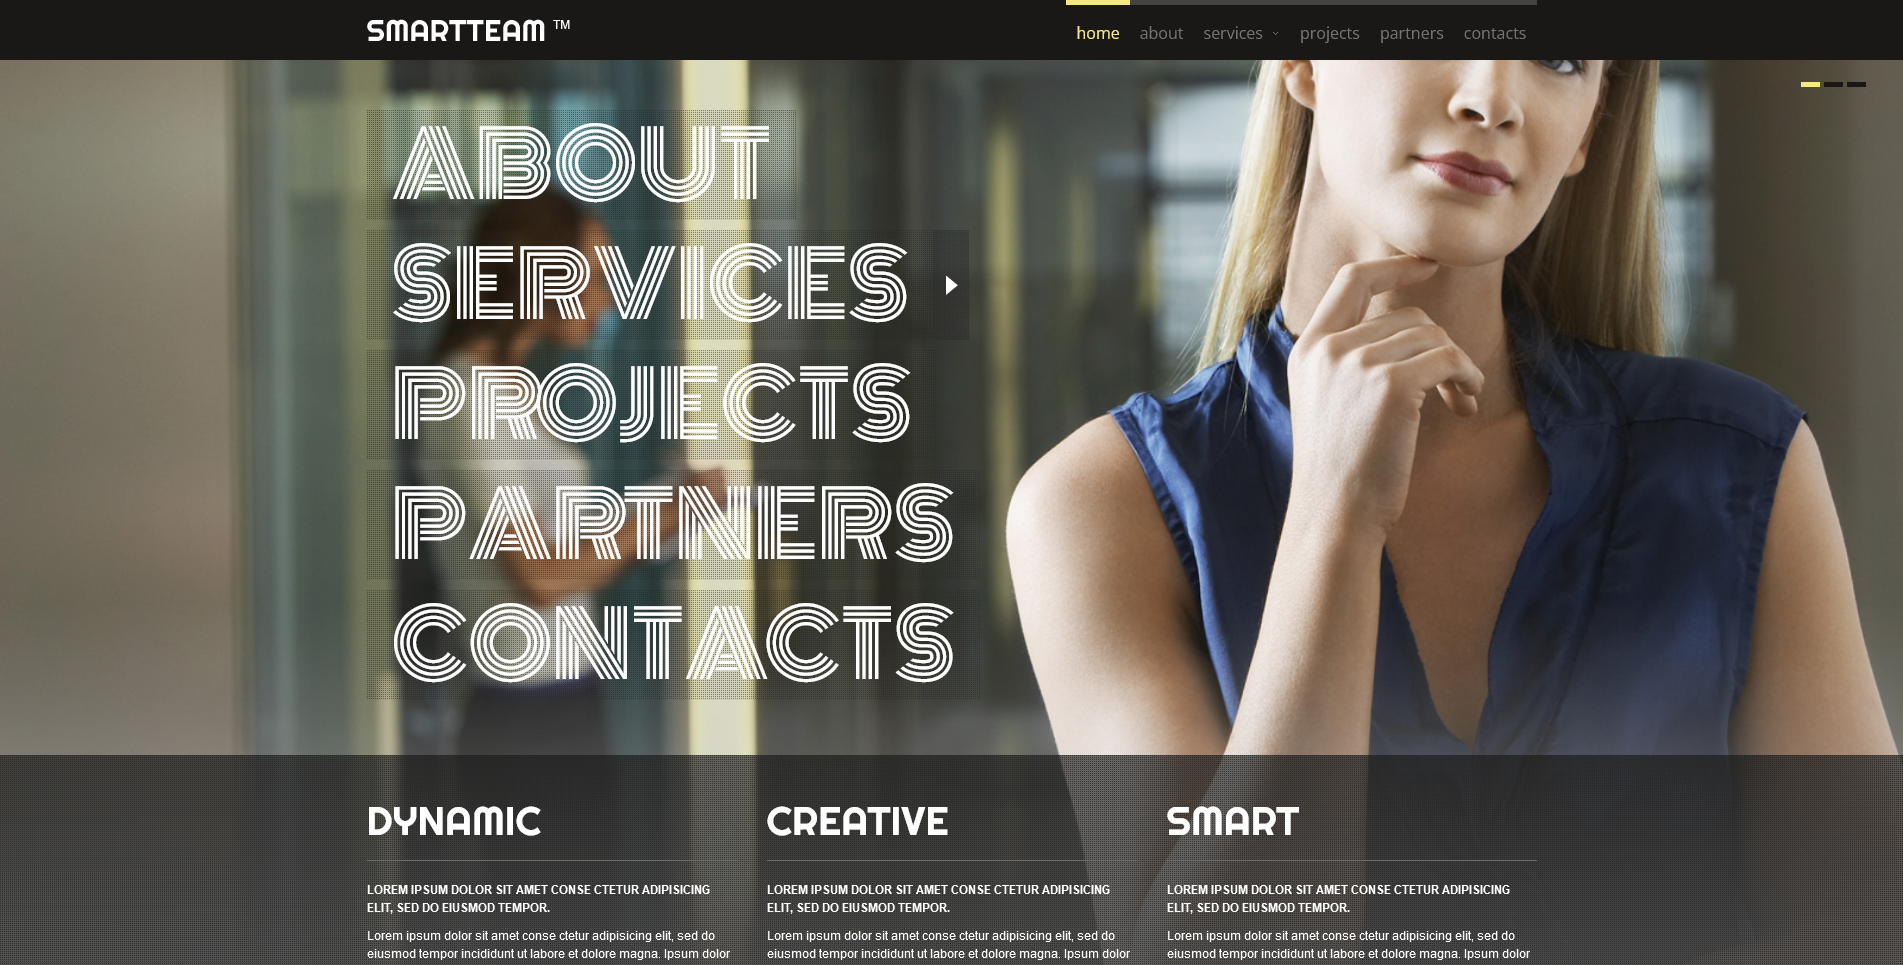 SMARTTEAM TM
home about services projects partners contacts
ABOUT
SERVICES
PROJECTS
PARTNERS
CONTACTS
DYNAMIC
LOREM IPSUM DOLOR SIT AMET CONSE CTETUR ADIPISICING
ELIT, SED DO EIUSMOD TEMPOR.
Lorem ipsum dolor sit amet conse ctetur adipisicing elit, sed do
eiusmod tempor incididunt ut labore et dolore magna. Ipsum dolor
CREATIVE
LOREM IPSUM DOLOR SIT AMET CONSE CTETUR ADIPISICING
ELIT, SED DO EIUSMOD TEMPOR.
Lorem ipsum dolor sit amet conse ctetur adipisicing elit, sed do
eiusmod tempor incididunt ut labore et dolore magna. Ipsum dolor
SMART
LOREM IPSUM DOLOR SIT AMET CONSE CTETUR ADIPISICING
ELIT, SED DO EIUSMOD TEMPOR.
Lorem ipsum dolor sit amet conse ctetur adipisicing elit, sed do
eiusmod tempor incididunt ut labore et dolore magna. Ipsum dolor